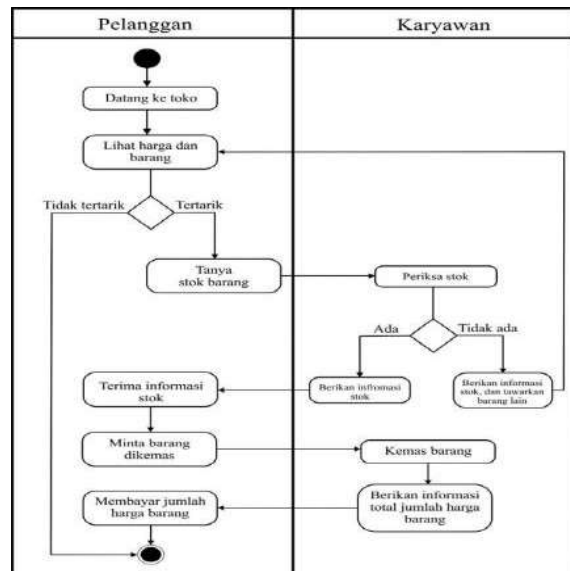 Pelanggan
Karyawan
Datang ke toko
Lihat harga dan
barang
Tidak tertarik
Tertarik
Tanya
stok barang
Periksa stok
Ada
Tidak ada
Terima informasi
stok
Berikan infromasi
stok
Berikan informasi
stok, dan tawarkan
barang lain
Minta barang
dikemas
Kemas barang
Membayar jumlah
harga barang
Berikan informasi
total jumlah harga
barang